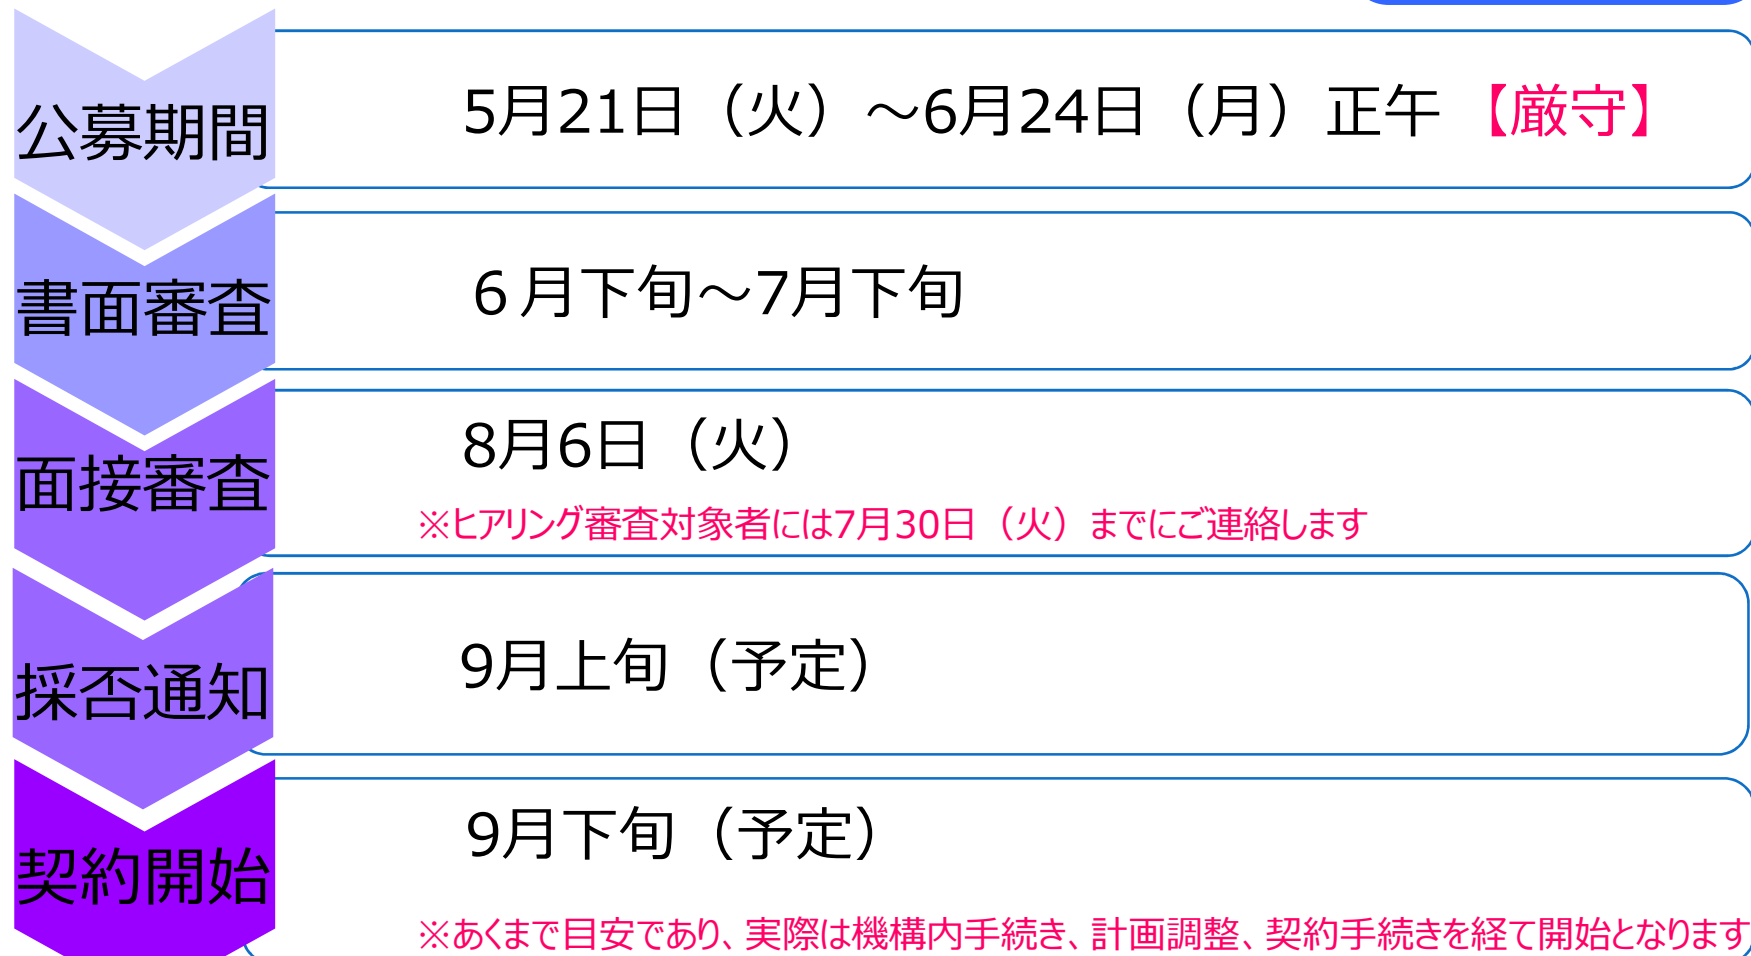 公募期間
5月21日（火）～6月24日（月）正午【厳守】
書面審査
６月下旬～7月下旬
面接審査
8月6日（火）
※ヒアリング審査対象者には7月30日（火）までにご連絡します
採否通知
9月上旬（予定）
契約開始
9月下旬（予定）
※あくまで目安であり、実際は機構内手続き、計画調整、契約手続きを経て開始となります